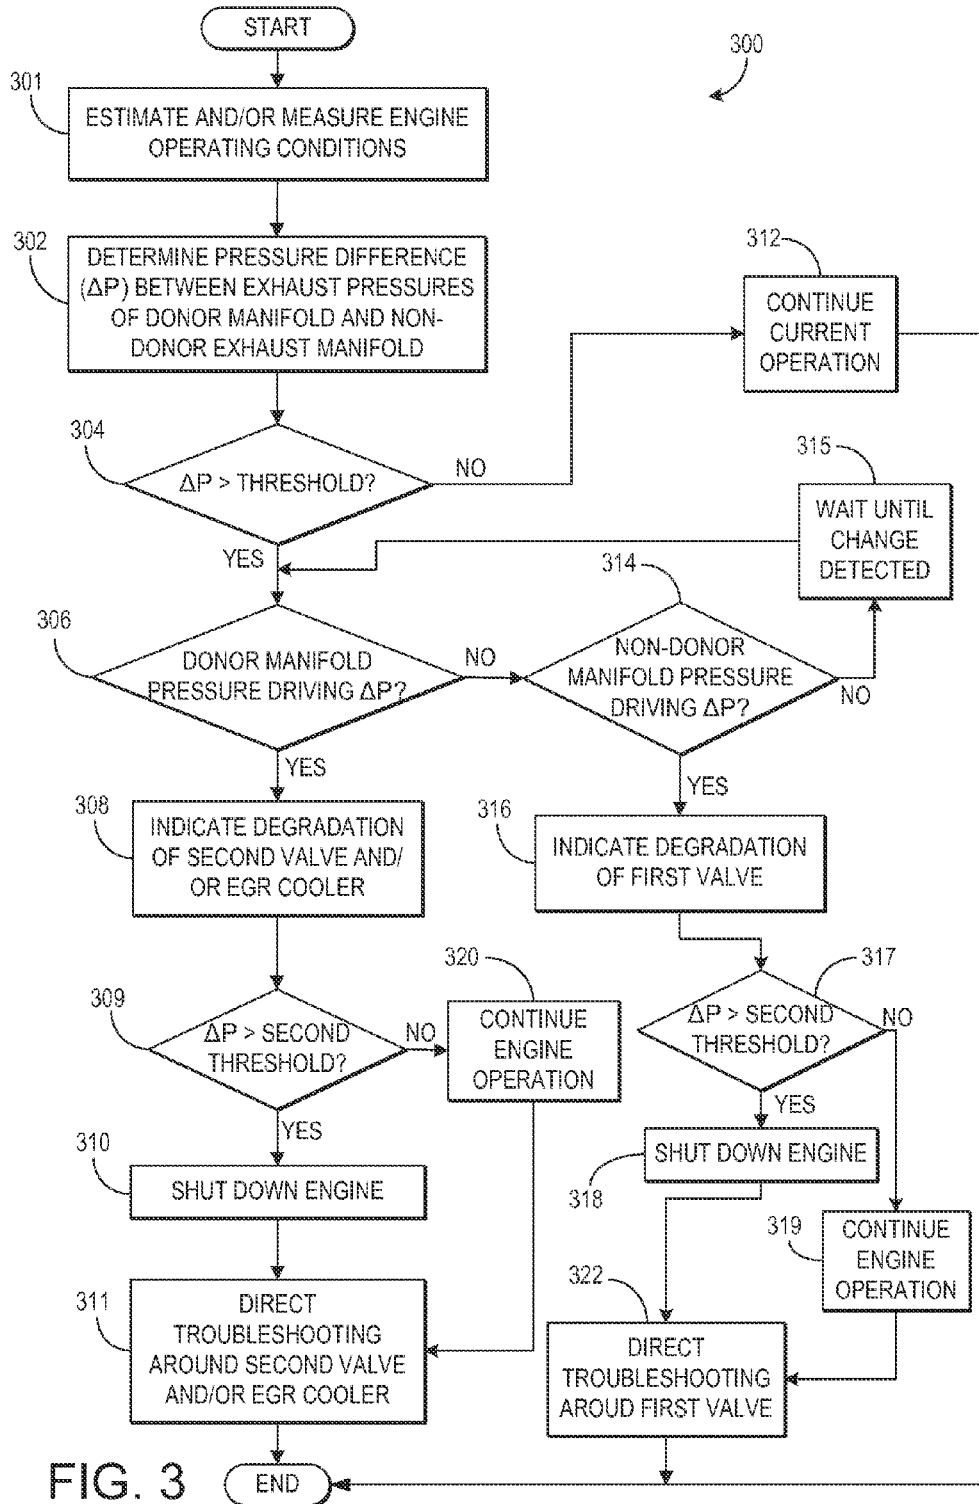 START
300
301
ESTIMATE AND/OR MEASURE ENGINE
OPERATING CONDITIONS
302
DETERMINE PRESSURE DIFFERENCE
(ΔP) BETWEEN EXHAUST PRESSURES
OF DONOR MANIFOLD AND NON-
DONOR EXHAUST MANIFOLD
312
CONTINUE
CURRENT
OPERATION
304
ΔP > THRESHOLD?
NO
YES
315
WAIT UNTIL
CHANGE
DETECTED
306
DONOR MANIFOLD
PRESSURE DRIVING ΔP?
NO
YES
314
NON-DONOR
MANIFOLD PRESSURE
DRIVING ΔP?
NO
YES
308
INDICATE DEGRADATION
OF SECOND VALVE AND/
OR EGR COOLER
316
INDICATE DEGRADATION
OF FIRST VALVE
309
ΔP > SECOND
THRESHOLD?
NO
YES
320
CONTINUE
ENGINE
OPERATION
317
ΔP > SECOND
THRESHOLD?
NO
YES
310
SHUT DOWN ENGINE
318
SHUT DOWN ENGINE
319
CONTINUE
ENGINE
OPERATION
311
DIRECT
TROUBLESHOOTING
AROUND SECOND VALVE
AND/OR EGR COOLER
322
DIRECT
TROUBLESHOOTING
AROUD FIRST VALVE
FIG. 3
END